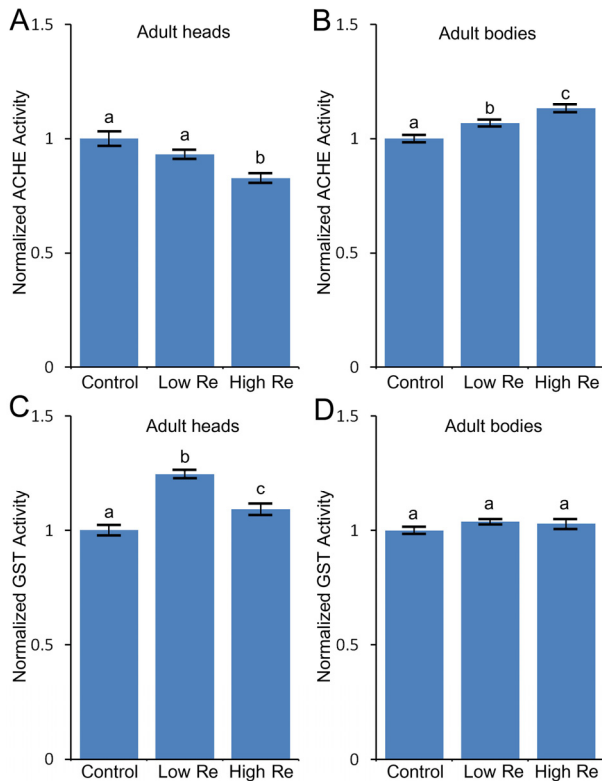 A
Adult heads
Normalized ACHE Activity
1.5
1
0.5
0
a
a
b
Control
Low Re
High Re
B
Adult bodies
Normalized ACHE Activity
1.5
1
0.5
0
a
b
c
Control
Low Re
High Re
C
Adult heads
Normalized GST Activity
1.5
1
0.5
0
a
b
c
Control
Low Re
High Re
D
Adult bodies
Normalized GST Activity
1.5
1
0.5
0
a
a
a
Control
Low Re
High Re